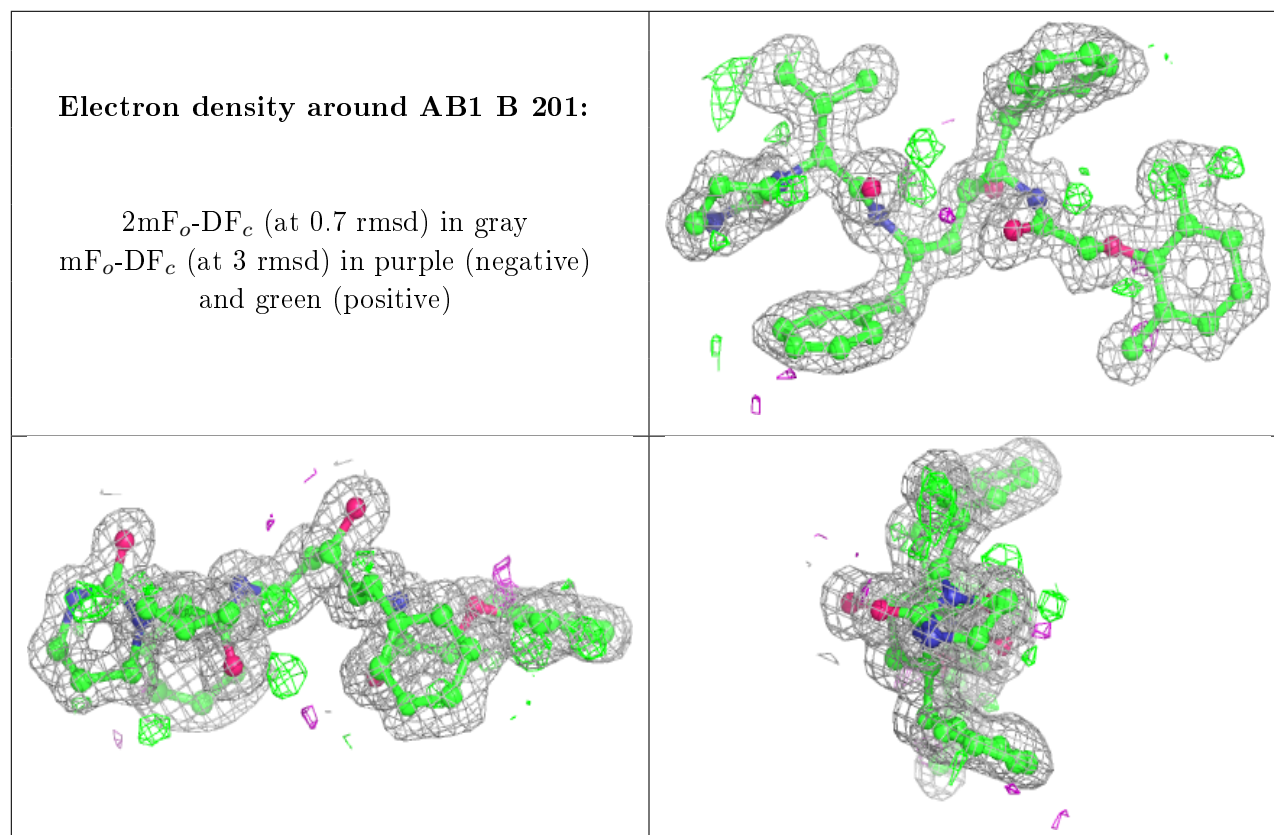 Electron density around AB1 B 201:
2mFo-DFc (at 0.7 rmsd) in gray
mFo-DFc (at 3 rmsd) in purple (negative)
and green (positive)